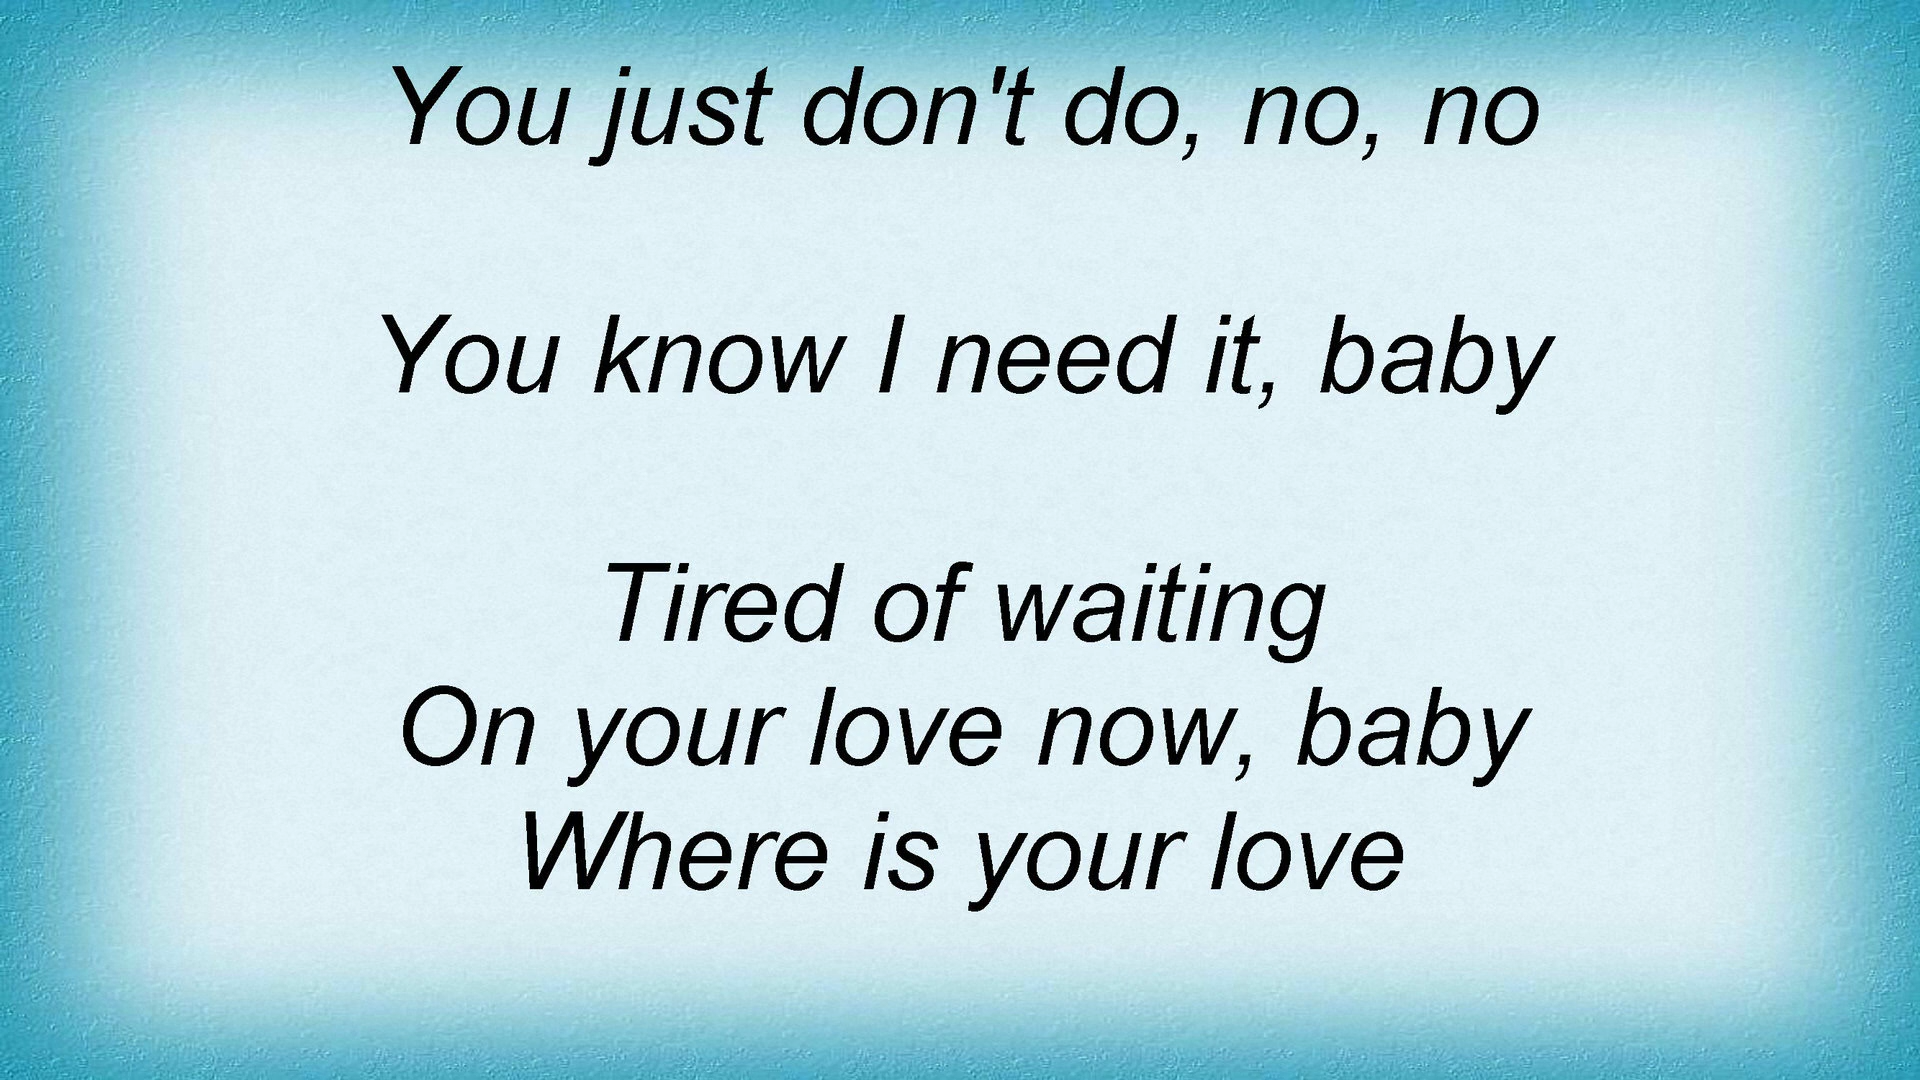 You just don't do, no, no
You know I need it, baby
Tired of waiting
On your love now, baby
Where is your love